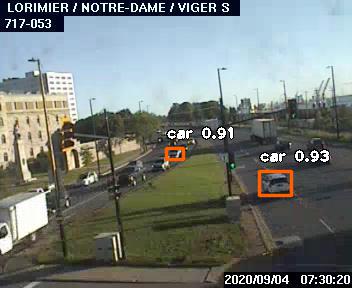 LORIMIER / NOTRE-DAME / VIGER S
717-053
car 0.91
car 0.93
2020/09/04 07:30:20